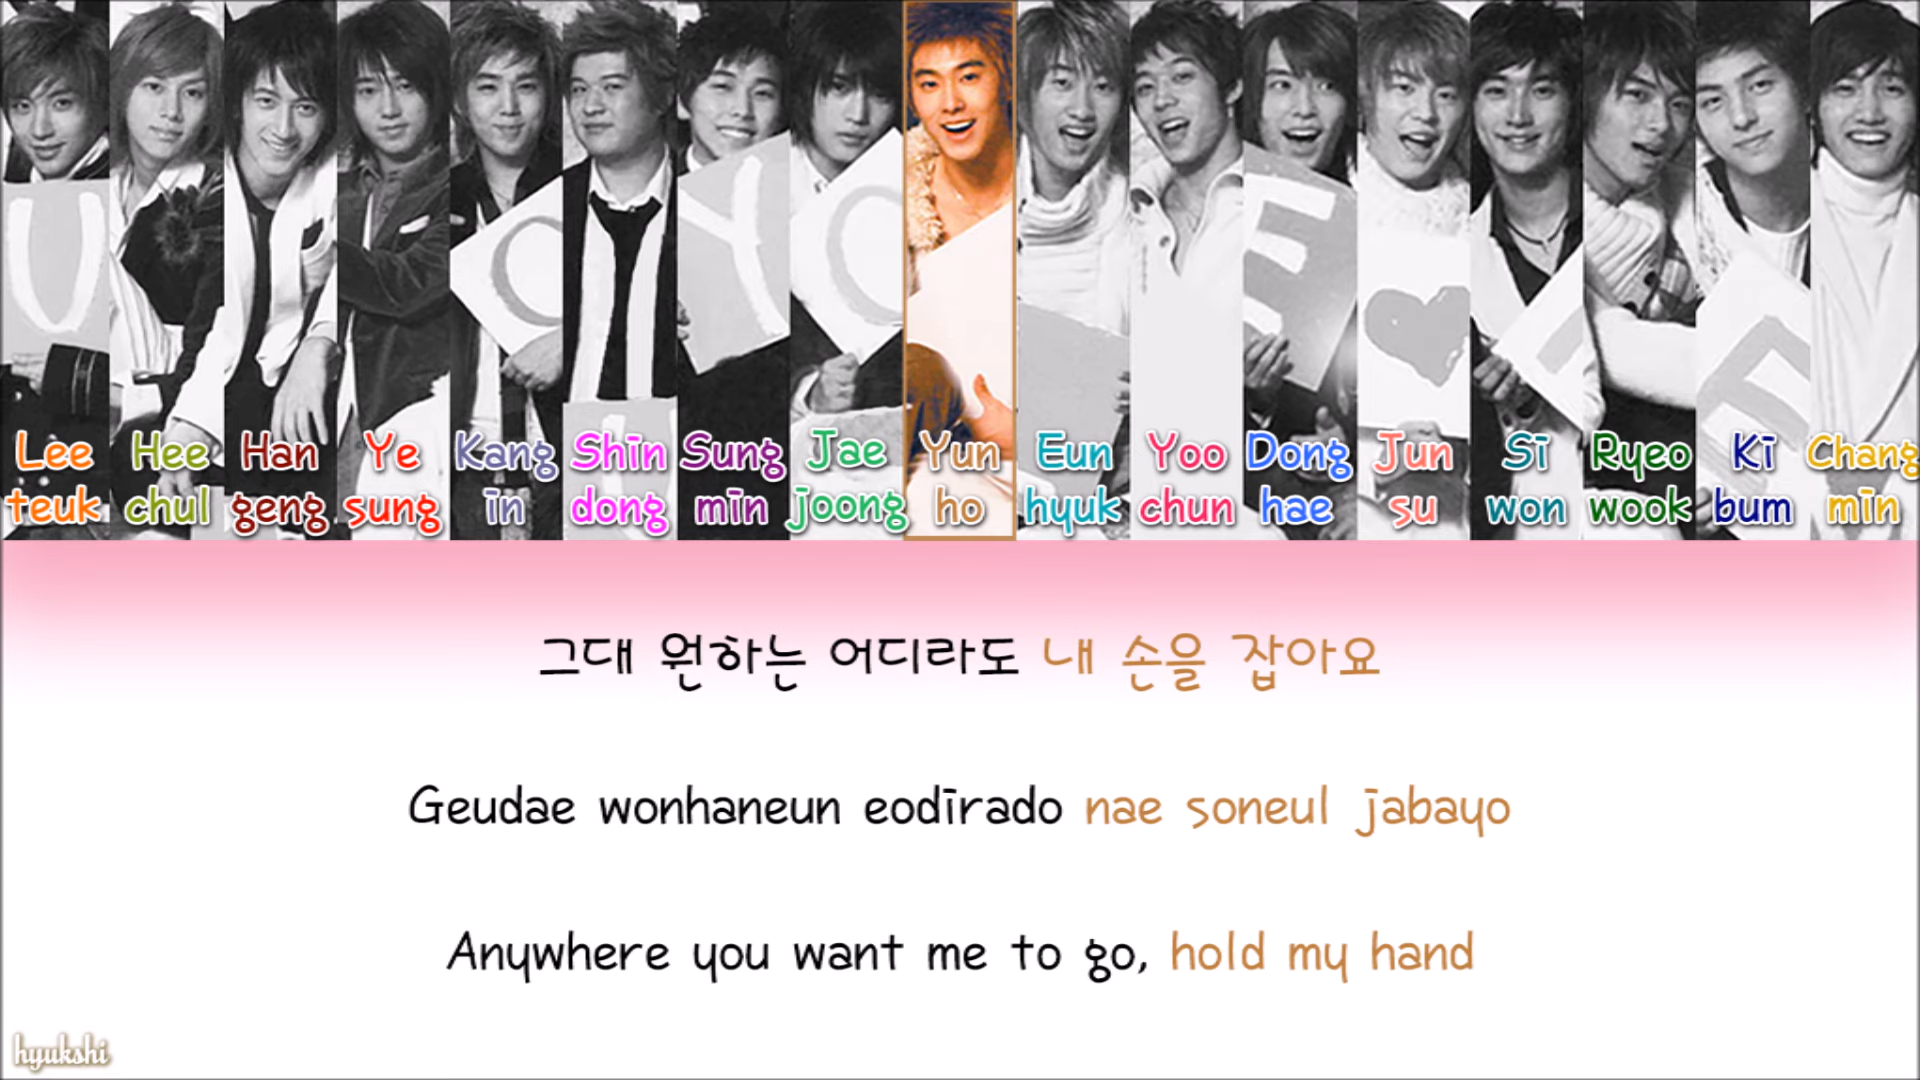 U C Y O E ♥ L E
U
Lee Hee Han Ye Kang Shin Sung Jae Yun Eun Yoo Dong Jun Si Ryeo Ki Chang
teuk chul geng sung in dong min joong ho hyuk chun hae su won wook bum min
그대 원하는 어디라도 내 손을 잡아요
Geudae wonhaneun eodirado nae soneul jabayo
Anywhere you want me to go, hold my hand
hyukshi